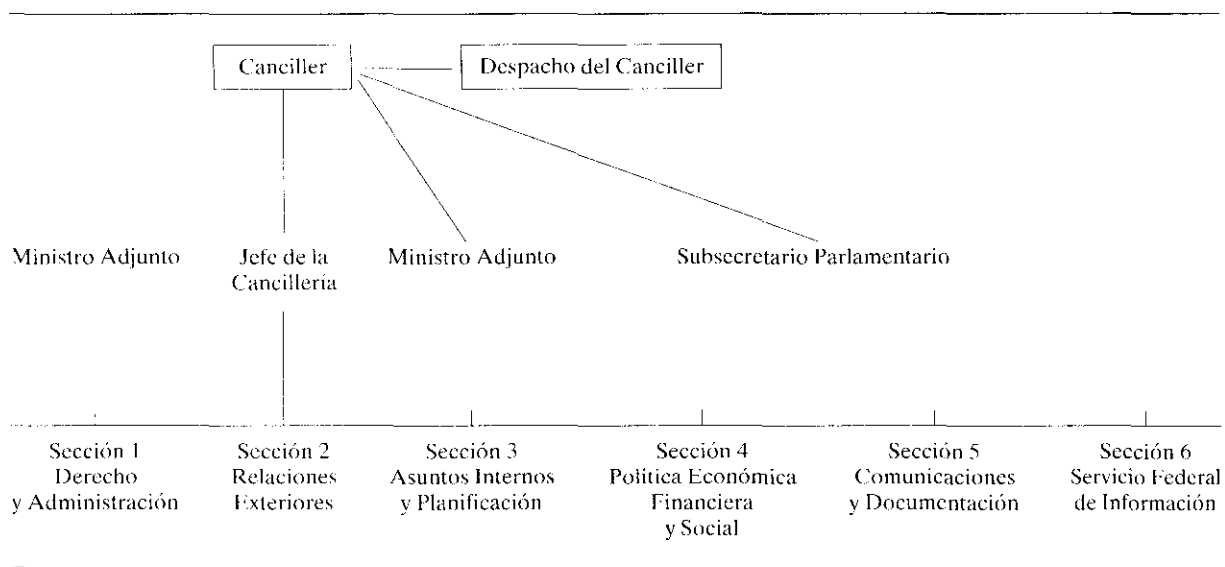 Canciller
Despacho del Canciller
Ministro Adjunto
Jefe de la
Cancillería
Ministro Adjunto
Subsecretario Parlamentario
Sección 1
Derecho
y Administración
Sección 2
Relaciones
Exteriores
Sección 3
Asuntos Internos
y Planificación
Sección 4
Política Económica
Financiera
y Social
Sección 5
Comunicaciones
y Documentación
Sección 6
Servicio Federal
de Información